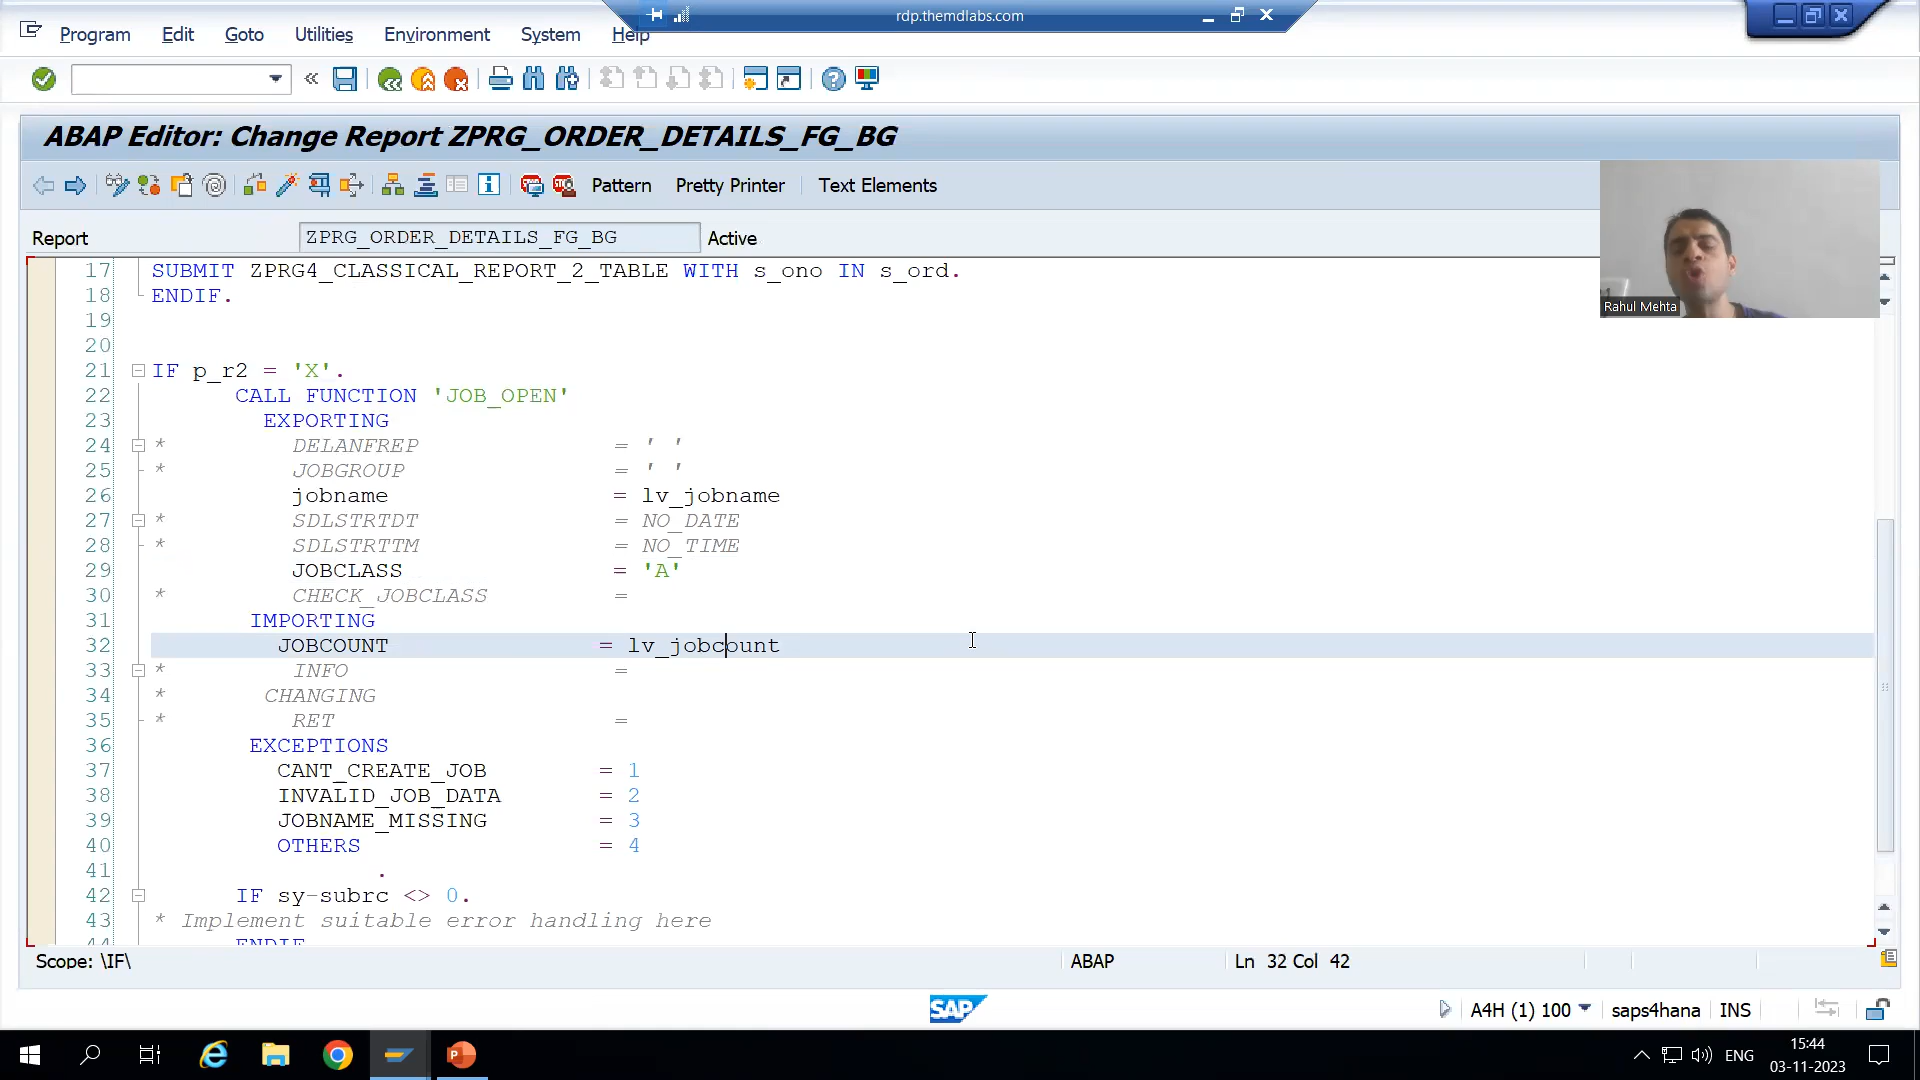 rdp.themdlabs.com
Program Edit Goto Utilities Environment System Help
ABAP Editor: Change Report ZPRG_ORDER_DETAILS_FG_BG
Pattern Pretty Printer Text Elements
Report ZPRG_ORDER_DETAILS_FG_BG Active
Rahul Mehta
17 SUBMIT ZPRG4_CLASSICAL_REPORT_2_TABLE WITH s_ono IN s_ord.
18 ENDIF.
19
20
21 IF p_r2 = 'X'.
22 CALL FUNCTION 'JOB_OPEN'
23 EXPORTING
24 * DELANFREP = ' '
25 * JOBGROUP = ' '
26 jobname = lv_jobname
27 * SDLSTRTDT = NO_DATE
28 * SDLSTRTTM = NO_TIME
29 JOBCLASS = 'A'
30 * CHECK_JOBCLASS =
31 IMPORTING
32 JOBCOUNT = lv_jobcount
33 * INFO =
34 * CHANGING
35 * RET =
36 EXCEPTIONS
37 CANT_CREATE_JOB = 1
38 INVALID_JOB_DATA = 2
39 JOBNAME_MISSING = 3
40 OTHERS = 4
41 .
42 IF sy-subrc <> 0.
43 * Implement suitable error handling here
44 ENDIF
Scope: \IF\ ABAP Ln 32 Col 42
SAP A4H (1) 100 saps4hana INS
ENG 15:44
03-11-2023